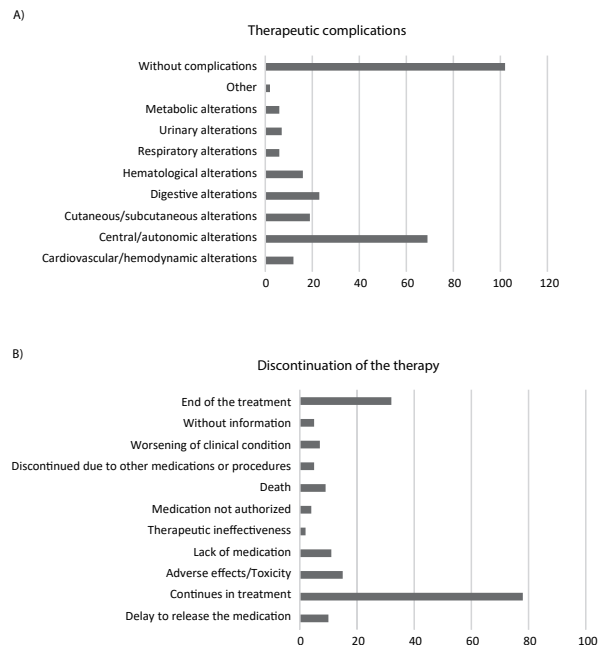 A)
Therapeutic complications
Without complications
Other
Metabolic alterations
Urinary alterations
Respiratory alterations
Hematological alterations
Digestive alterations
Cutaneous/subcutaneous alterations
Central/autonomic alterations
Cardiovascular/hemodynamic alterations
0 20 40 60 80 100 120
B)
Discontinuation of the therapy
End of the treatment
Without information
Worsening of clinical condition
Discontinued due to other medications or procedures
Death
Medication not authorized
Therapeutic ineffectiveness
Lack of medication
Adverse effects/Toxicity
Continues in treatment
Delay to release the medication
0 20 40 60 80 100